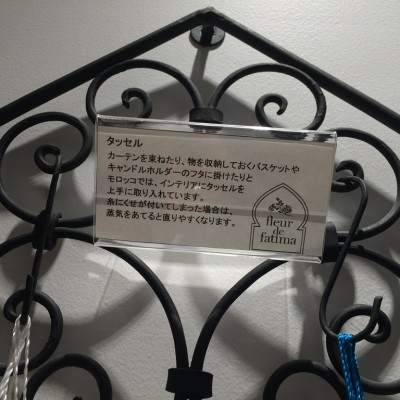 タッセル
カーテンを束ねたり、物を収納しておくバスケットや
キャンドルホルダーのフタに掛けたりと
モロッコでは、インテリアにタッセルを
上手に取り入れています。
糸にくせが付いてしまった場合は、
蒸気をあてると直りやすくなります。
fleur
de
fatima